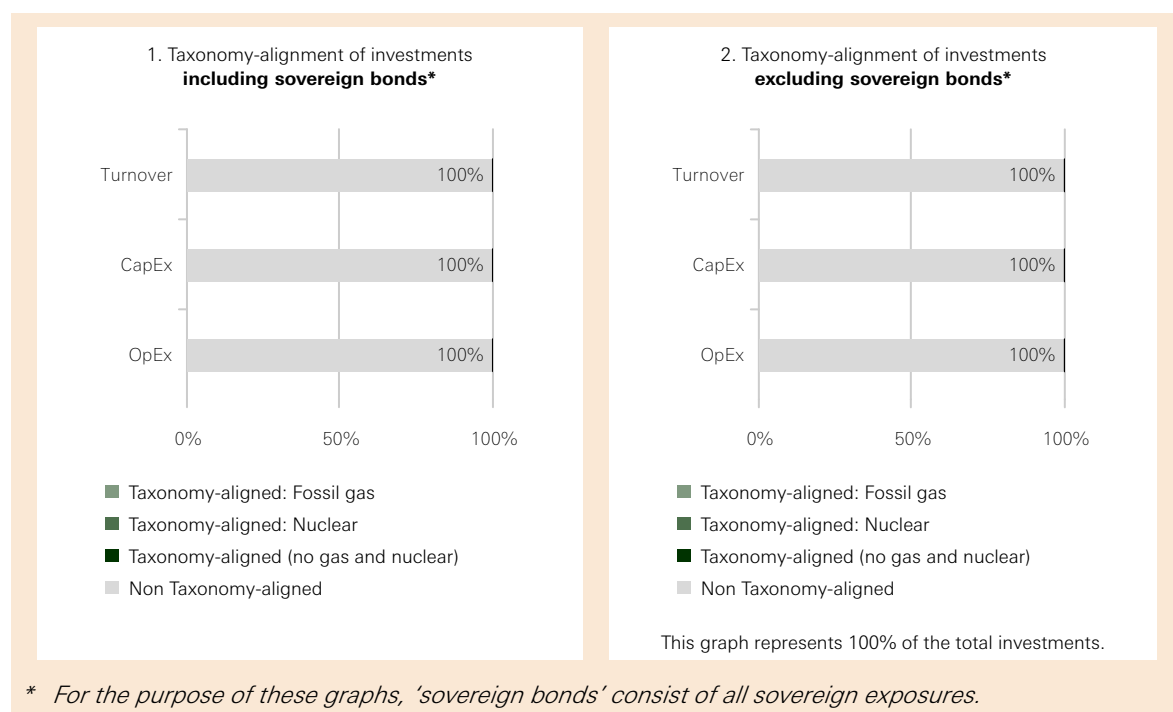 1. Taxonomy-alignment of investments
including sovereign bonds*
Turnover
100%
CapEx
100%
OpEx
100%
0%
50%
100%
Taxonomy-aligned: Fossil gas
Taxonomy-aligned: Nuclear
Taxonomy-aligned (no gas and nuclear)
Non Taxonomy-aligned
2. Taxonomy-alignment of investments
excluding sovereign bonds*
Turnover
100%
CapEx
100%
OpEx
100%
0%
50%
100%
Taxonomy-aligned: Fossil gas
Taxonomy-aligned: Nuclear
Taxonomy-aligned (no gas and nuclear)
Non Taxonomy-aligned
This graph represents 100% of the total investments.
* For the purpose of these graphs, ‘sovereign bonds’ consist of all sovereign exposures.